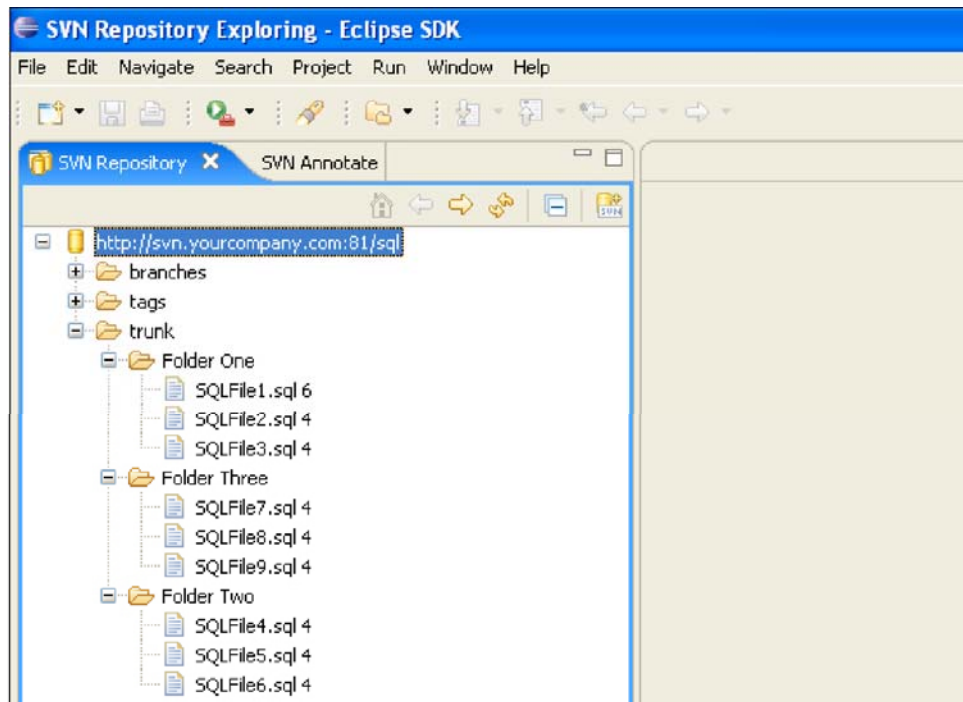 SVN Repository Exploring - Eclipse SDK
File Edit Navigate Search Project Run Window Help
SVN Repository SVN Annotate
SVN
http://svn.yourcompany.com:81/sql
branches
tags
trunk
Folder One
SQLFile1.sql 6
SQLFile2.sql 4
SQLFile3.sql 4
Folder Three
SQLFile7.sql 4
SQLFile8.sql 4
SQLFile9.sql 4
Folder Two
SQLFile4.sql 4
SQLFile5.sql 4
SQLFile6.sql 4